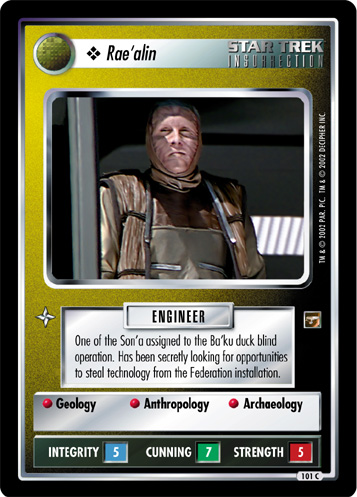 ❖ Rae'alin
STAR TREK
INSURRECTION
TM & © 2002 PAR. PIC. TM & © 2002 DECIPHER INC.
ENGINEER
One of the Son'a assigned to the Ba'ku duck blind
operation. Has been secretly looking for opportunities
to steal technology from the Federation installation.
Geology Anthropology Archaeology
INTEGRITY 5 CUNNING 7 STRENGTH 5
101 C